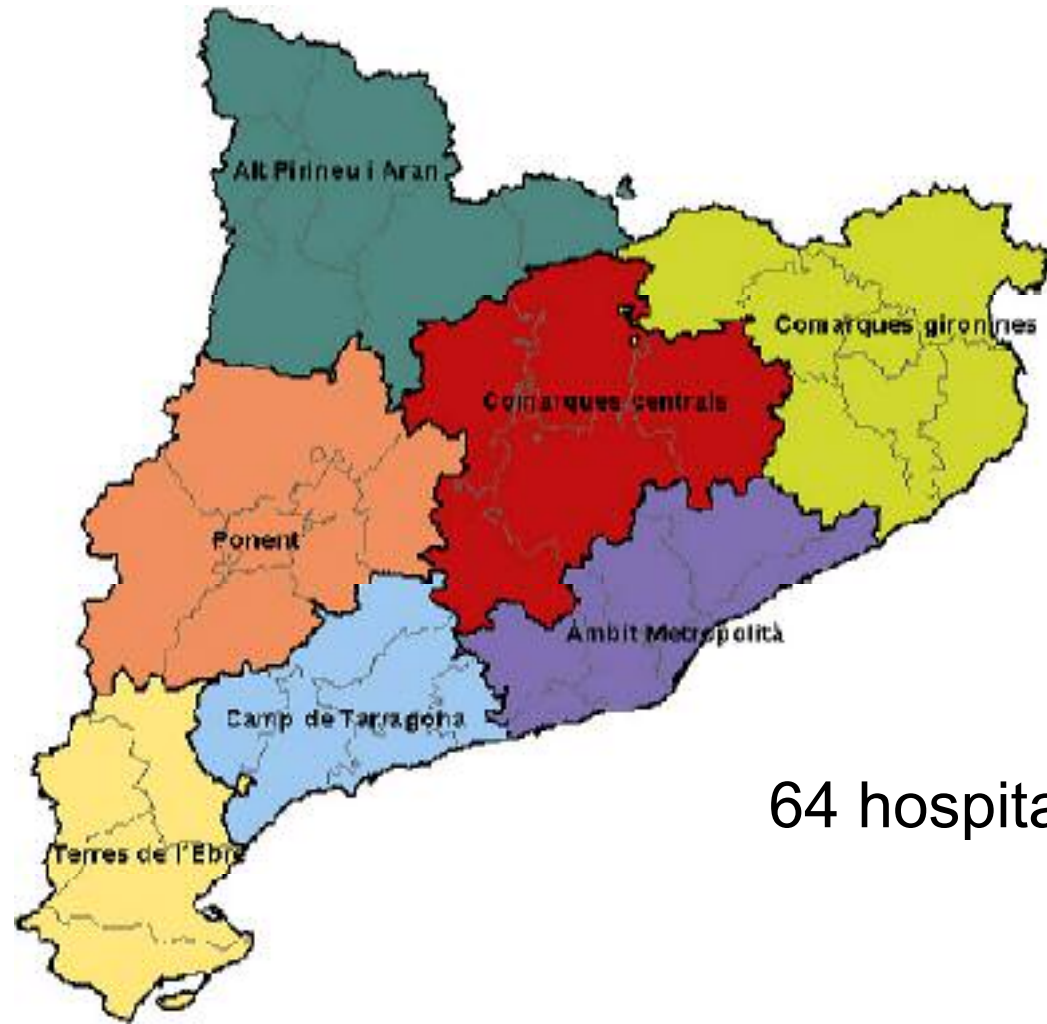 Alt Pirineu i Aran
Comarques gironines
Comarques centrals
Ponent
Àmbit Metropolità
Camp de Tarragona
64 hospita
Terres de l'Ebre